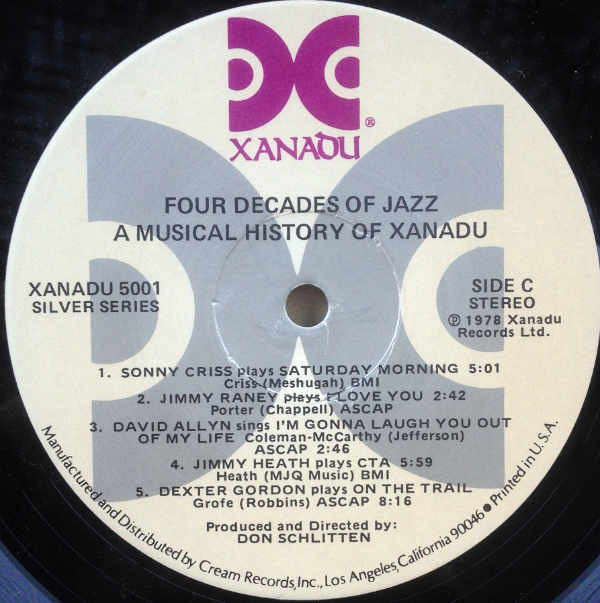 XANADU®
FOUR DECADES OF JAZZ
A MUSICAL HISTORY OF XANADU
XANADU 5001
SILVER SERIES
SIDE C
STEREO
℗ 1978 Xanadu
Records Ltd.
1. SONNY CRISS plays SATURDAY MORNING 5:01
Criss (Meshugah) BMI
2. JIMMY RANEY plays I LOVE YOU 2:42
Porter (Chappell) ASCAP
3. DAVID ALLYN sings I'M GONNA LAUGH YOU OUT
OF MY LIFE Coleman-McCarthy (Jefferson)
ASCAP 2:46
4. JIMMY HEATH plays CTA 5:59
Heath (MJQ Music) BMI
5. DEXTER GORDON plays ON THE TRAIL
Grofe (Robbins) ASCAP 8:16
Produced and Directed by:
DON SCHLITTEN
Manufactured and Distributed by Cream Records, Inc., Los Angeles, California 90046 ● Printed in U.S.A.